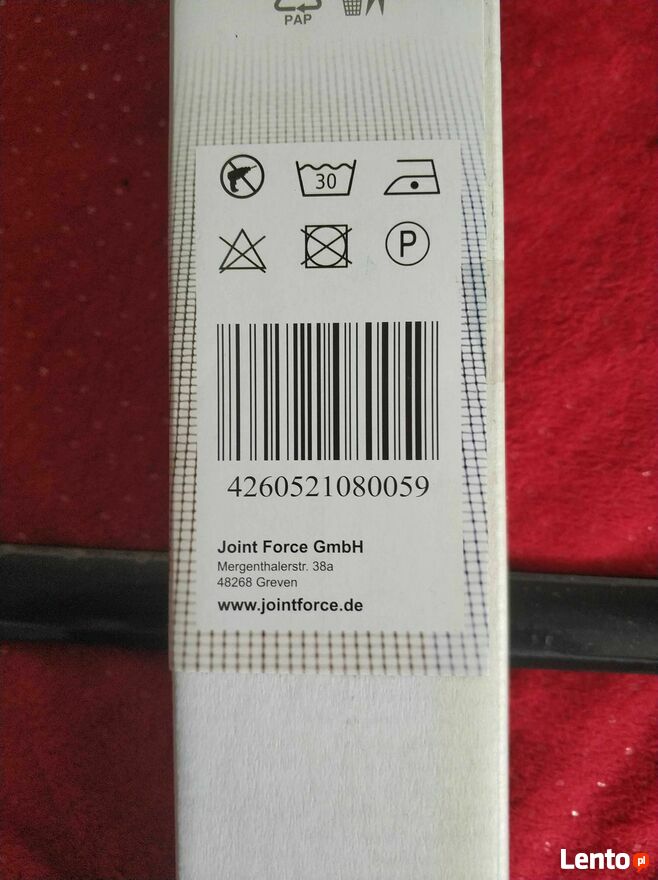 PAP
30
P
4260521080059
Joint Force GmbH
Mergenthalerstr. 38a
48268 Greven
www.jointforce.de
Lento pl